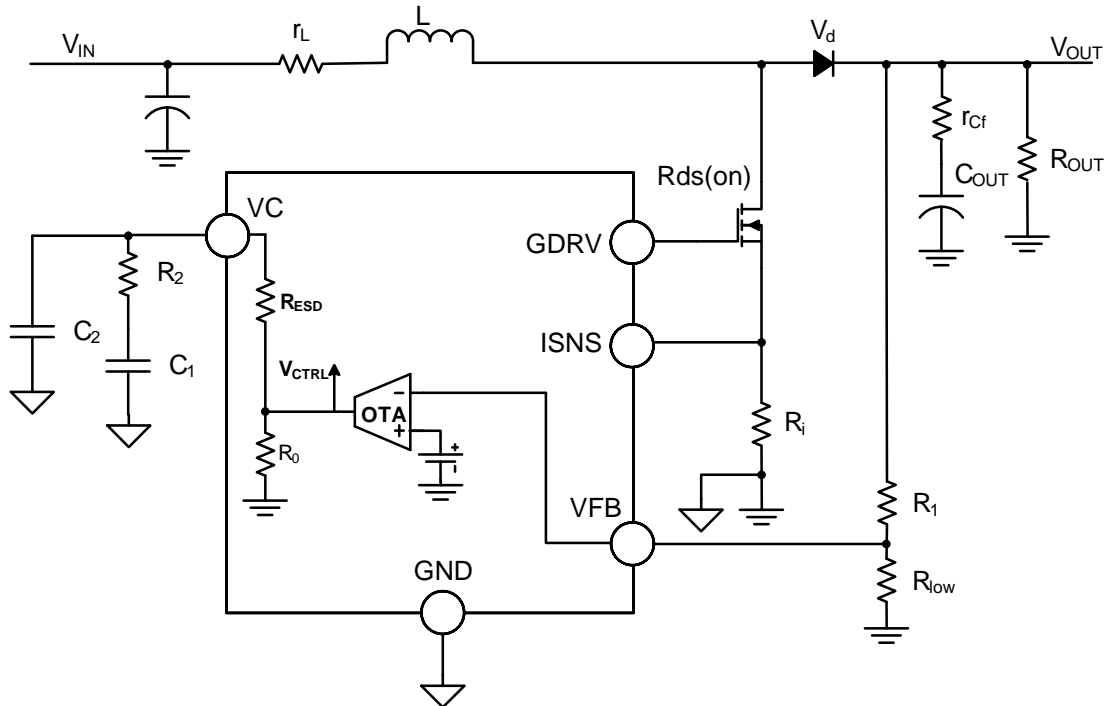 L
r_L
V_IN
V_d
V_OUT
r_Cf
C_OUT
R_OUT
Rds(on)
VC
GDRV
R_2
R_ESD
C_2
C_1
ISNS
V_CTRL
OTA
-
+
+
-
R_0
R_i
VFB
R_1
GND
R_low